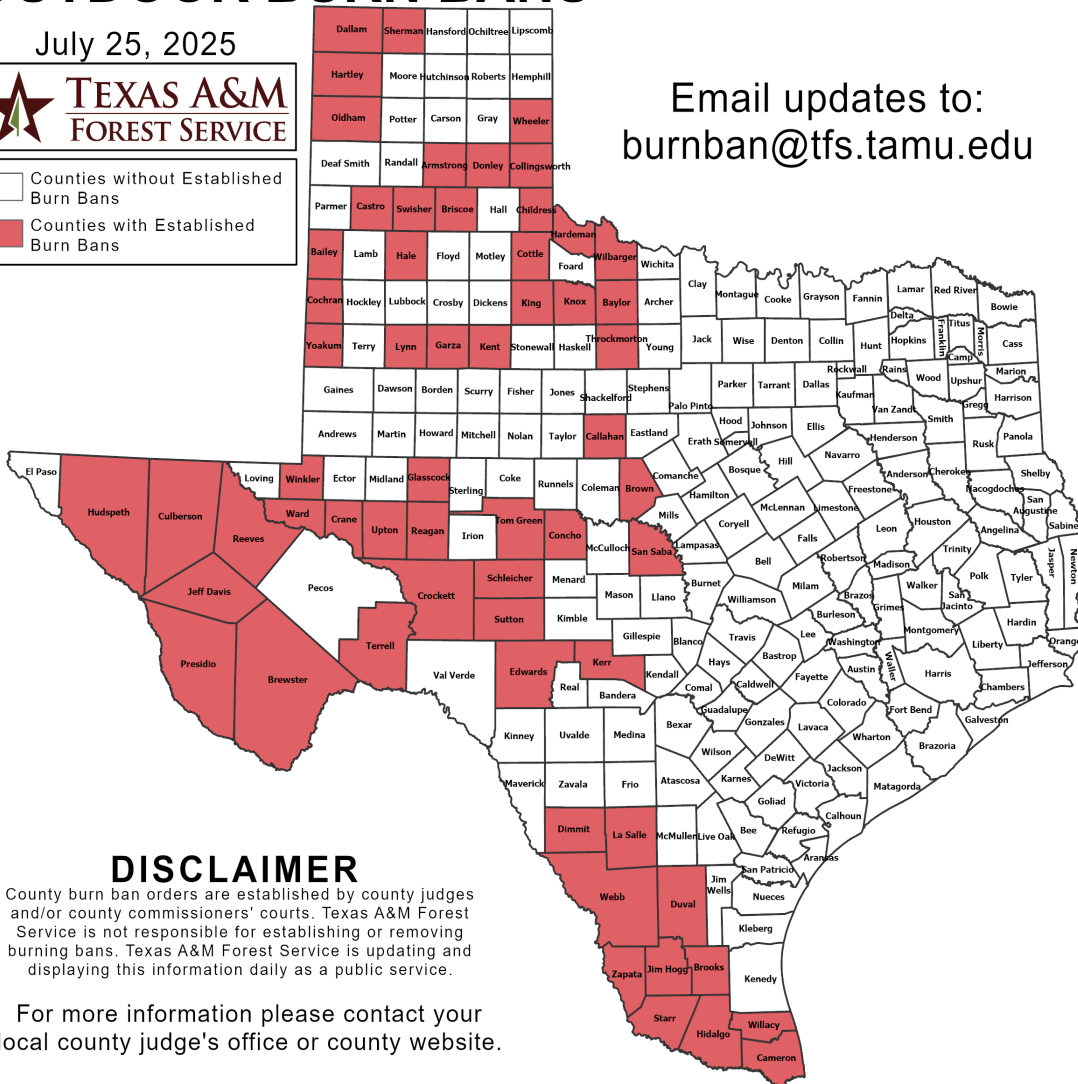 July 25, 2025
TEXAS A&M
FOREST SERVICE
Counties without Established
Burn Bans
Counties with Established
Burn Bans
Email updates to:
burnban@tfs.tamu.edu
Dallam Sherman Hansford Ochiltree Lipscomb
Hartley Moore Hutchinson Roberts Hemphill
Oldham Potter Carson Gray Wheeler
Deaf Smith Randall Armstrong Donley Collingsworth
Parmer Castro Swisher Briscoe Hall Childress
Hardeman
Bailey Lamb Hale Floyd Motley Cottle Foard Wilbarger Wichita
Clay Montague Cooke Grayson Fannin Lamar Red River Bowie
Cochran Hockley Lubbock Crosby Dickens King Knox Baylor Archer
Delta Franklin Titus Morris Cass
Yoakum Terry Lynn Garza Kent Stonewall Haskell Throckmorton Young Jack Wise Denton Collin Hunt Hopkins Camp
Rockwall Rains Wood Upshur Marion
Gaines Dawson Borden Scurry Fisher Jones Shackelford Stephens Palo Pinto Parker Tarrant Dallas Kaufman Van Zandt Smith Gregg Harrison
Andrews Martin Howard Mitchell Nolan Taylor Callahan Eastland Erath Hood Somervell Johnson Ellis Henderson Rusk Panola
El Paso Hudspeth Culberson Reeves Loving Winkler Ector Midland Glasscock Sterling Coke Runnels Coleman Brown Comanche Bosque Hill Navarro Anderson Cherokee Nacogdoches Shelby
Hamilton McLennan Limestone Freestone San
Augustine Sabine
Ward Crane Upton Reagan Irion Tom Green Concho McCulloch San Saba Mills Lampasas Coryell Falls Leon Houston Angelina
Jeff Davis Pecos Crockett Schleicher Menard Mason Llano Burnet Bell Milam Robertson Madison Trinity Polk Tyler Jasper Newton
Presidio Brewster Terrell Sutton Kimble Gillespie Blanco Williamson Travis Lee Burleson Brazos Grimes Walker San
Jacinto Hardin
Val Verde Edwards Kerr Real Bandera Kendall Hays Bastrop Washington Montgomery Liberty Orange
Comal Caldwell Fayette Austin Waller Harris Chambers Jefferson
Kinney Uvalde Medina Bexar Guadalupe Gonzales Lavaca Colorado Fort Bend Galveston
Wilson DeWitt Wharton Brazoria
Maverick Zavala Frio Atascosa Karnes Victoria Jackson Matagorda
Goliad Calhoun
Dimmit La Salle McMullen Live Oak Bee Refugio
Aransas
San Patricio
Webb Duval Jim
Wells Nueces
Kleberg
Zapata Jim Hogg Brooks Kenedy
Starr Hidalgo Willacy
Cameron
DISCLAIMER
County burn ban orders are established by county judges
and/or county commissioners' courts. Texas A&M Forest
Service is not responsible for establishing or removing
burning bans. Texas A&M Forest Service is updating and
displaying this information daily as a public service.
For more information please contact your
local county judge's office or county website.